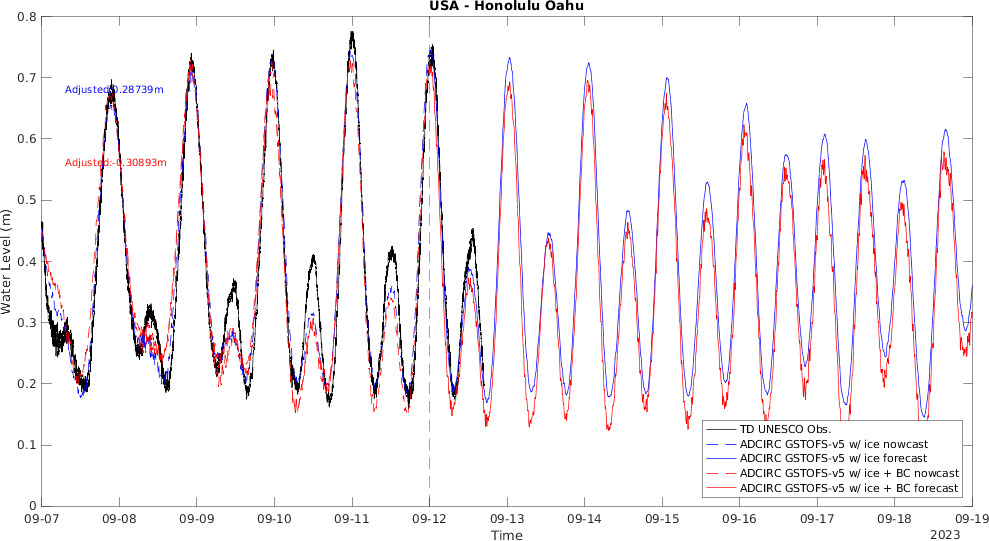 USA - Honolulu Oahu
Water Level (m)
0.8
0.7
0.6
0.5
0.4
0.3
0.2
0.1
0
Adjusted:0.28739m
Adjusted:-0.30893m
TD UNESCO Obs.
ADCIRC GSTOFS-v5 w/ ice nowcast
ADCIRC GSTOFS-v5 w/ ice forecast
ADCIRC GSTOFS-v5 w/ ice + BC nowcast
ADCIRC GSTOFS-v5 w/ ice + BC forecast
09-07 09-08 09-09 09-10 09-11 09-12 09-13 09-14 09-15 09-16 09-17 09-18 09-19
Time
2023